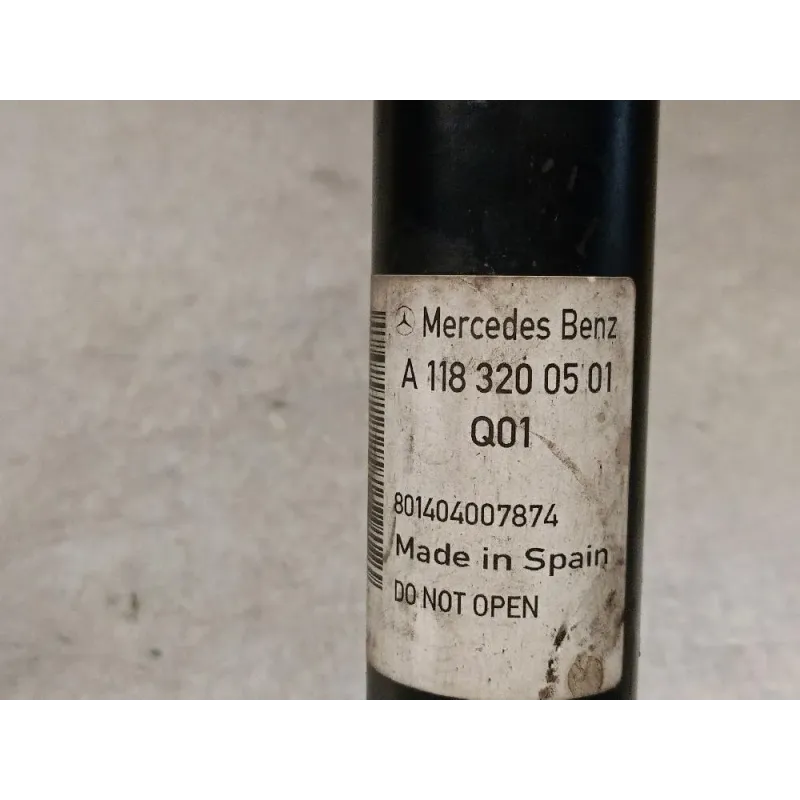 Mercedes Benz
A 118 320 05 01
Q01
801404007874
Made in Spain
DO NOT OPEN